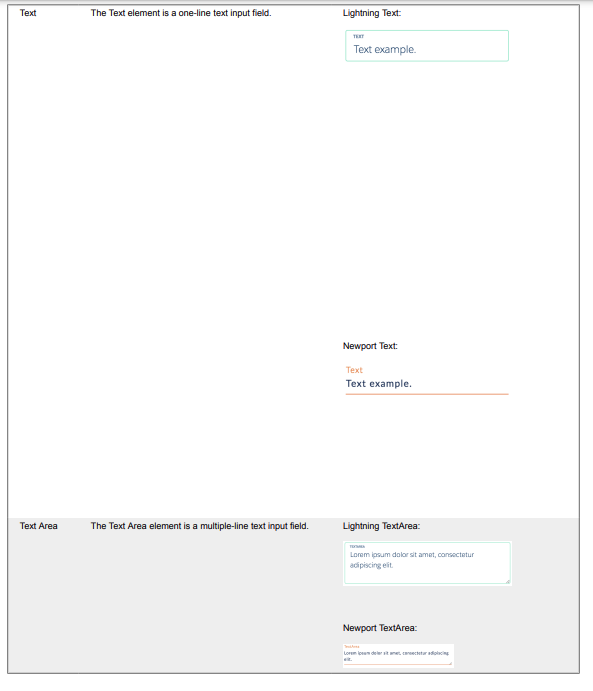 Text
The Text element is a one-line text input field.
Lightning Text:
TEXT
Text example.
Newport Text:
Text
Text example.
Text Area
The Text Area element is a multiple-line text input field.
Lightning TextArea:
TextArea
Lorem ipsum dolor sit amet, consectetur
adipiscing elit.
Newport TextArea:
TextArea
Lorem ipsum dolor sit amet, consectetur adipiscing
elit.